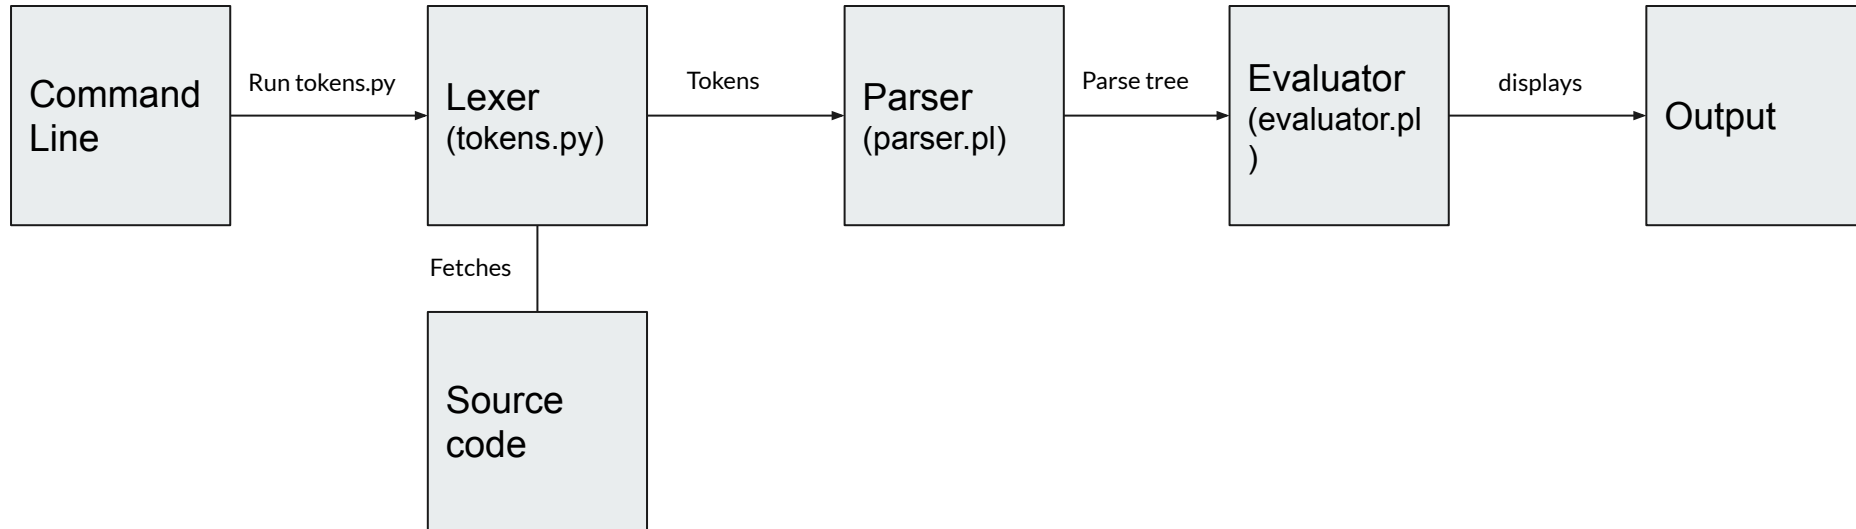 Command
Line
Run tokens.py
Lexer
(tokens.py)
Tokens
Parser
(parser.pl)
Parse tree
Evaluator
(evaluator.pl
)
displays
Output
Fetches
Source
code